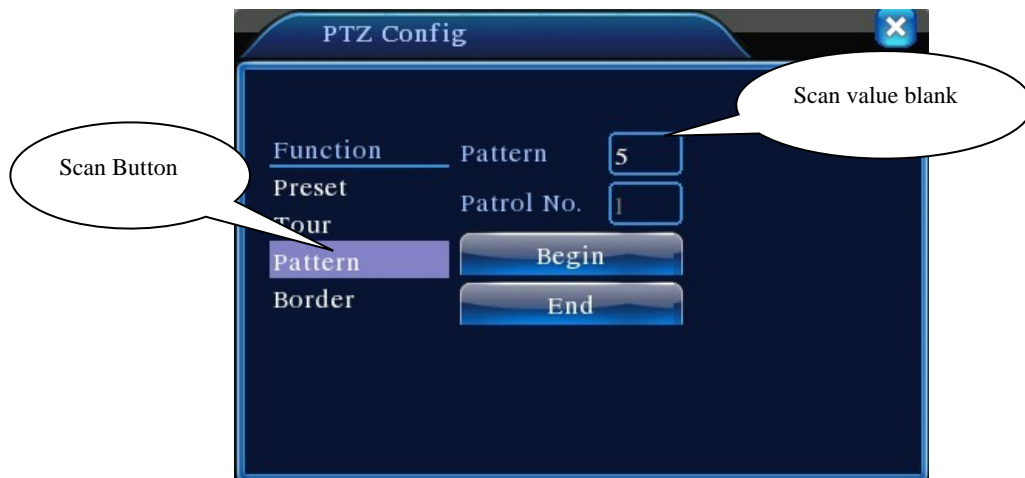 PTZ Config
Scan value blank
Function
Pattern
5
Scan Button
Preset
Patrol No.
1
Tour
Pattern
Begin
Border
End